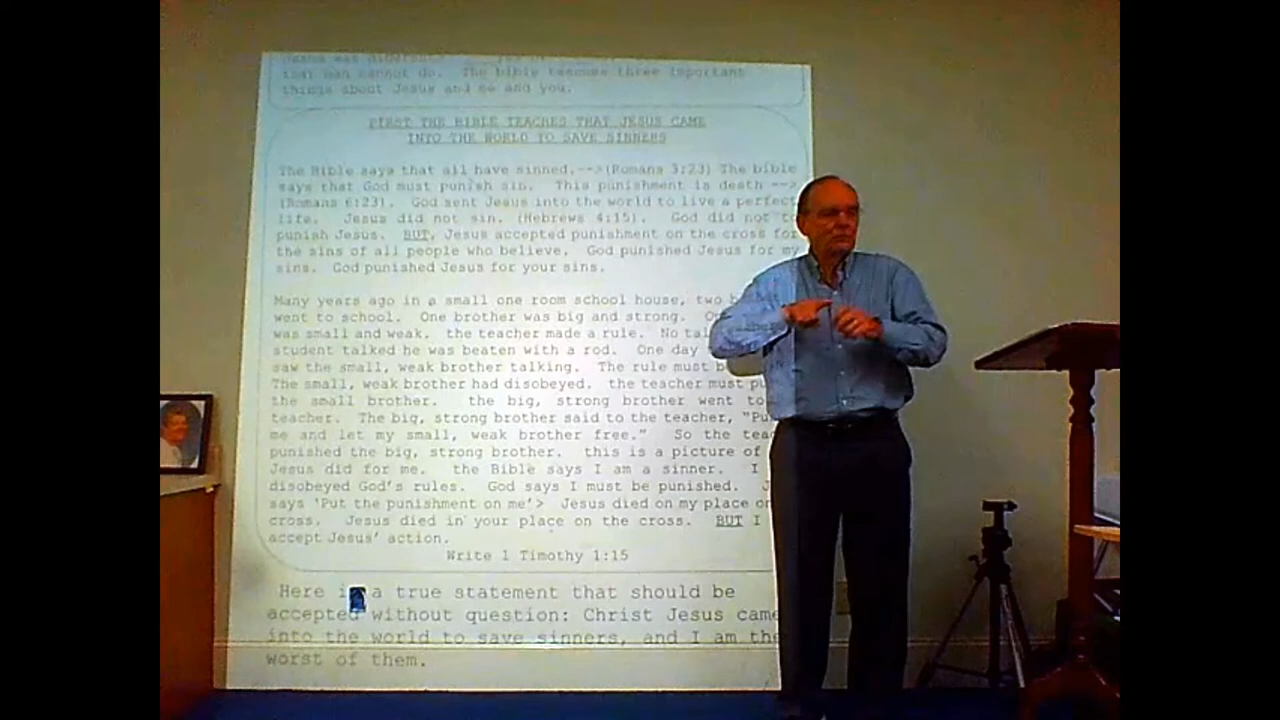 that man cannot do. The bible teaches three important
things about Jesus and me and you.
FIRST THE BIBLE TEACHES THAT JESUS CAME
INTO THE WORLD TO SAVE SINNERS
The Bible says that all have sinned.-->(Romans 3:23) The bible
says that God must punish sin. This punishment is death -->
(Romans 6:23). God sent Jesus into the world to live a perfect
life. Jesus did not sin. (Hebrews 4:15). God did not to
punish Jesus. BUT, Jesus accepted punishment on the cross for
the sins of all people who believe. God punished Jesus for my
sins. God punished Jesus for your sins.
Many years ago in a small one room school house, two
went to school. One brother was big and strong.
was small and weak. the teacher made a rule. No
student talked he was beaten with a rod. One day
saw the small, weak brother talking. The rule must
The small, weak brother had disobeyed. the teacher must
the small brother. the big, strong brother went to
teacher. The big, strong brother said to the teacher,
me and let my small, weak brother free." So the
punished the big, strong brother. this is a picture of
Jesus did for me. the Bible says I am a sinner. I
disobeyed God's rules. God says I must be punished.
says 'Put the punishment on me'> Jesus died on my place
cross. Jesus died in your place on the cross. BUT I
accept Jesus' action.
Write 1 Timothy 1:15
Here a true statement that should be
accepted without question: Christ Jesus came
into the world to save sinners, and I am the
worst of them.